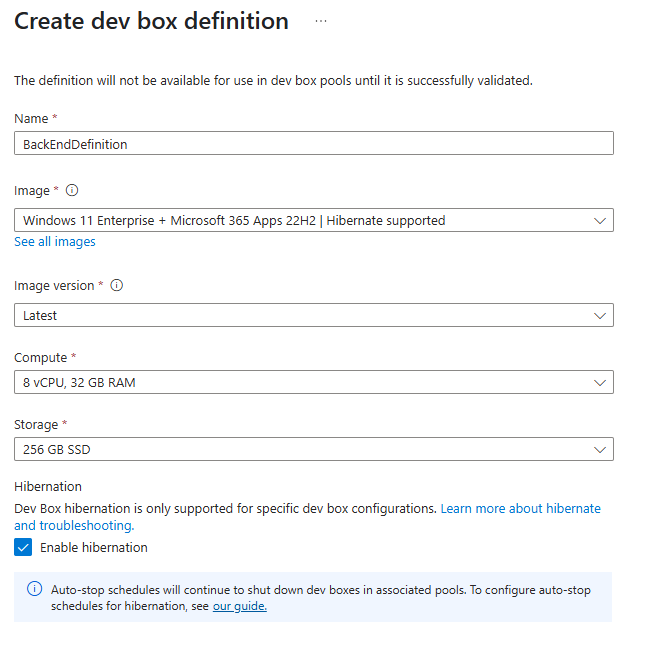 Create dev box definition ...
The definition will not be available for use in dev box pools until it is successfully validated.
Name *
BackEndDefinition
Image *
Windows 11 Enterprise + Microsoft 365 Apps 22H2 | Hibernate supported
See all images
Image version *
Latest
Compute *
8 vCPU, 32 GB RAM
Storage *
256 GB SSD
Hibernation
Dev Box hibernation is only supported for specific dev box configurations. Learn more about hibernate
and troubleshooting.
Enable hibernation
Auto-stop schedules will continue to shut down dev boxes in associated pools. To configure auto-stop
schedules for hibernation, see our guide.